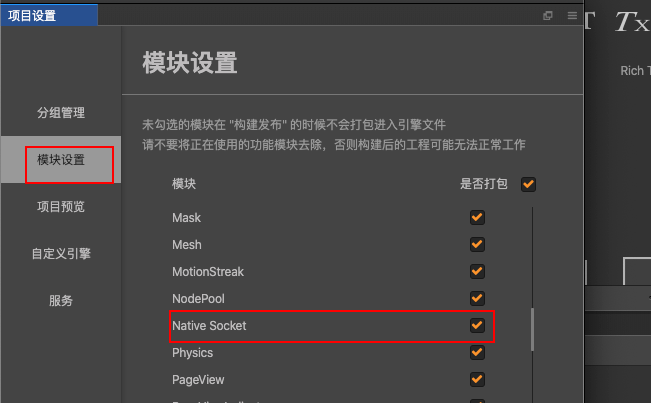 项目设置
模块设置
分组管理
模块设置
项目预览
自定义引擎
服务
未勾选的模块在 "构建发布" 的时候不会打包进入引擎文件
请不要将正在使用的功能模块去除，否则构建后的工程可能无法正常工作
模块 是否打包
Mask
Mesh
MotionStreak
NodePool
Native Socket
Physics
PageView
T Tx
Rich T